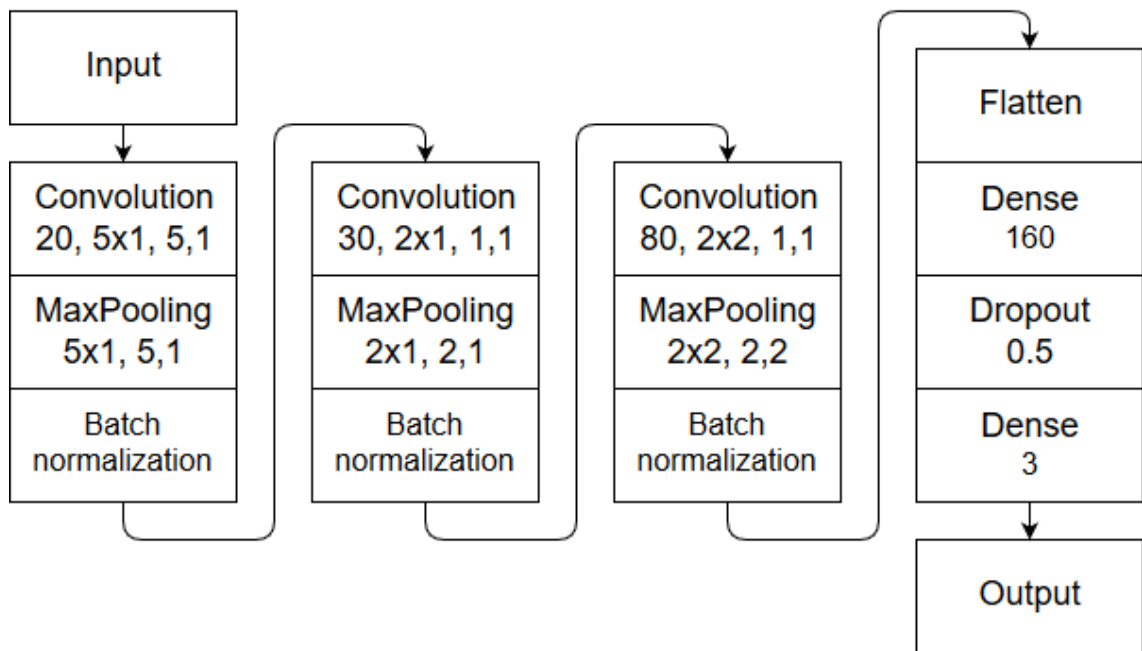 Input
Convolution
20, 5x1, 5,1
MaxPooling
5x1, 5,1
Batch
normalization
Convolution
30, 2x1, 1,1
MaxPooling
2x1, 2,1
Batch
normalization
Convolution
80, 2x2, 1,1
MaxPooling
2x2, 2,2
Batch
normalization
Flatten
Dense
160
Dropout
0.5
Dense
3
Output